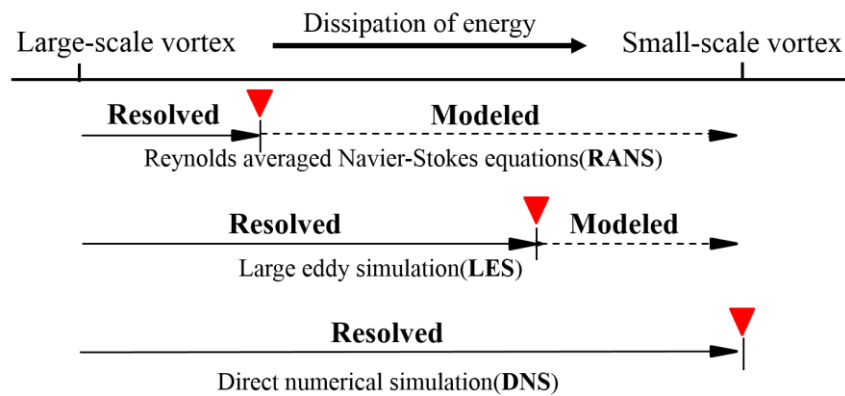 Dissipation of energy
Large-scale vortex
Small-scale vortex
Resolved
Modeled
Reynolds averaged Navier-Stokes equations(RANS)
Resolved
Modeled
Large eddy simulation(LES)
Resolved
Direct numerical simulation(DNS)